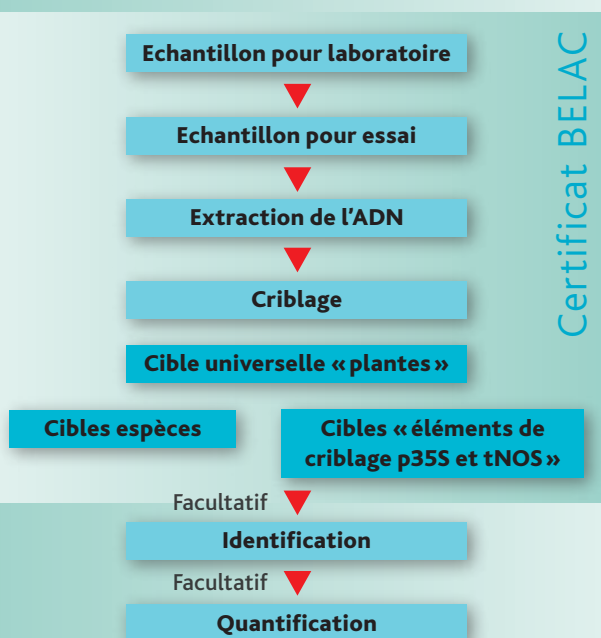 Echantillon pour laboratoire
Echantillon pour essai
Extraction de l'ADN
Criblage
Cible universelle «plantes»
Cibles espèces
Cibles «éléments de
criblage p35S et tNOS»
Facultatif
Identification
Facultatif
Quantification
Certificat BELAC